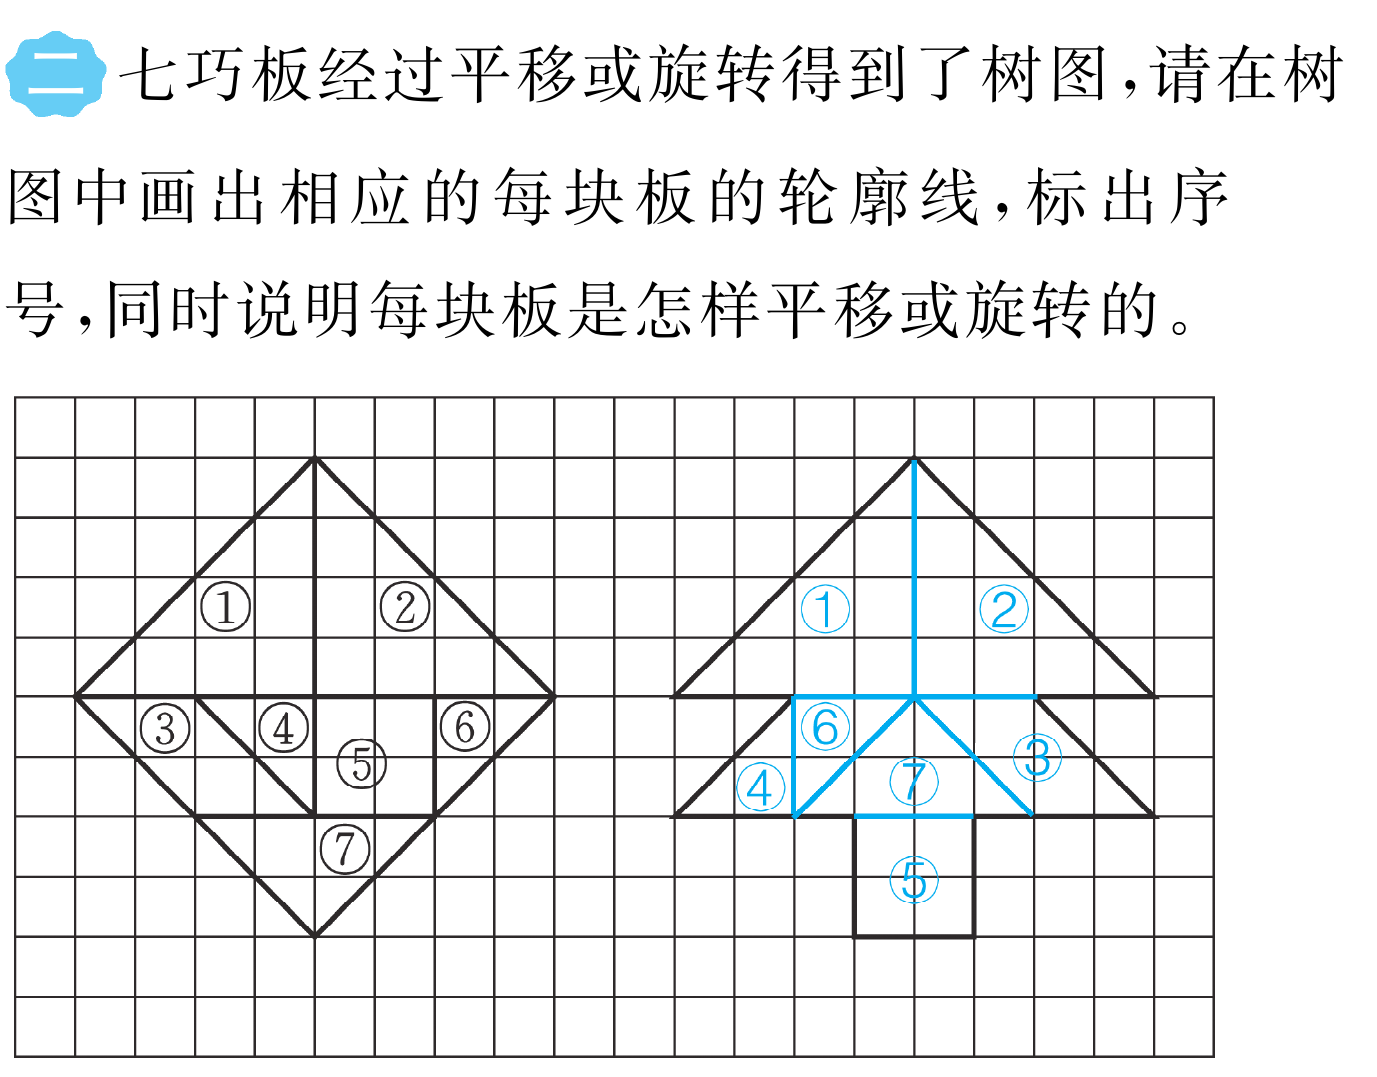 二 七巧板经过平移或旋转得到了树图,请在树
图中画出相应的每块板的轮廓线,标出序
号,同时说明每块板是怎样平移或旋转的。
① ② ① ②
③ ④ ⑤ ⑥ ④ ⑥ ⑦ ③
⑦ ⑤